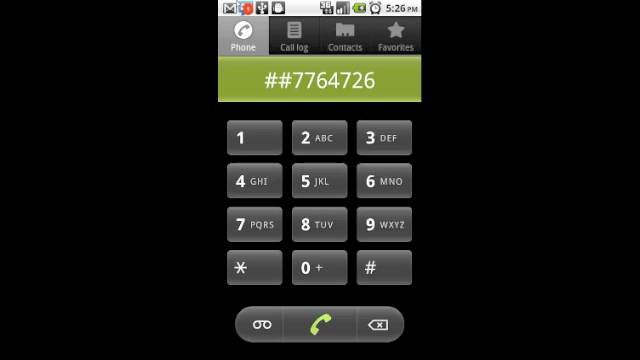 3G
5:26 PM
Phone
Call log
Contacts
Favorites
##7764726
1
2 ABC
3 DEF
4 GHI
5 JKL
6 MNO
7 PQRS
8 TUV
9 WXYZ
*
0 +
#